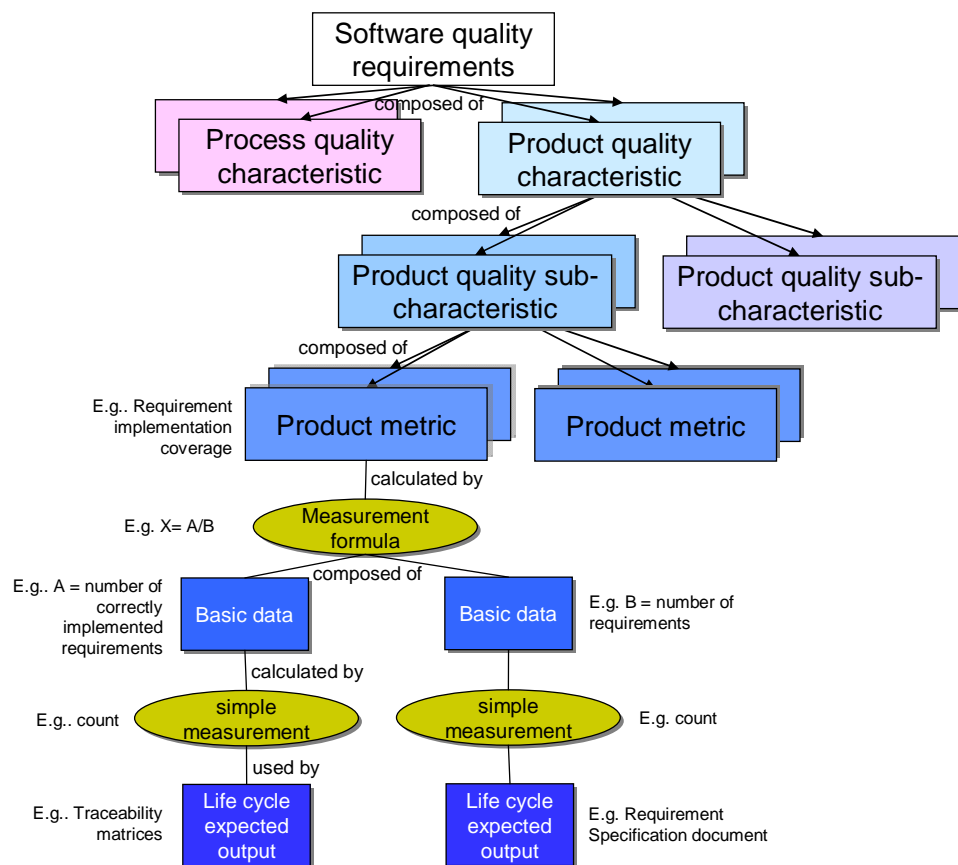 Software quality
requirements
composed of
Process quality
characteristic
Product quality
characteristic
composed of
Product quality sub-
characteristic
Product quality sub-
characteristic
composed of
E.g.. Requirement
implementation
coverage
Product metric
Product metric
calculated by
E.g. X= A/B
Measurement
formula
composed of
E.g.. A = number of
correctly
implemented
requirements
Basic data
Basic data
E.g. B = number of
requirements
calculated by
E.g.. count
simple
measurement
simple
measurement
E.g. count
used by
E.g.. Traceability
matrices
Life cycle
expected
output
Life cycle
expected
output
E.g. Requirement
Specification document